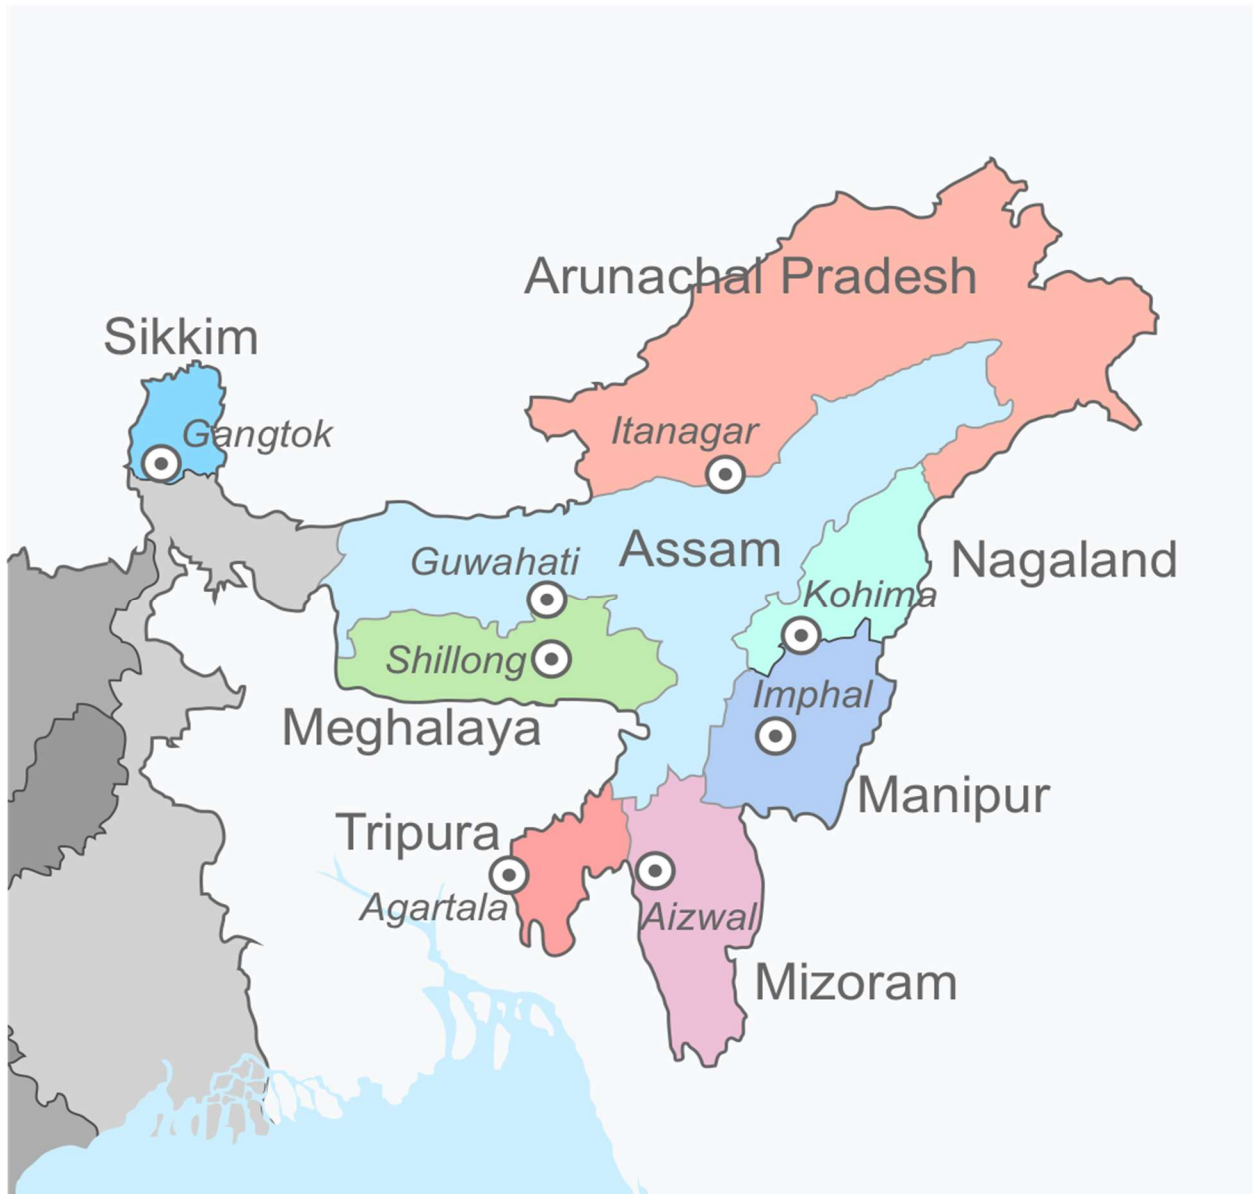 Arunachal Pradesh
Sikkim
Gangtok
Itanagar
Guwahati
Assam
Nagaland
Kohima
Shillong
Imphal
Meghalaya
Manipur
Tripura
Agartala
Aizwal
Mizoram